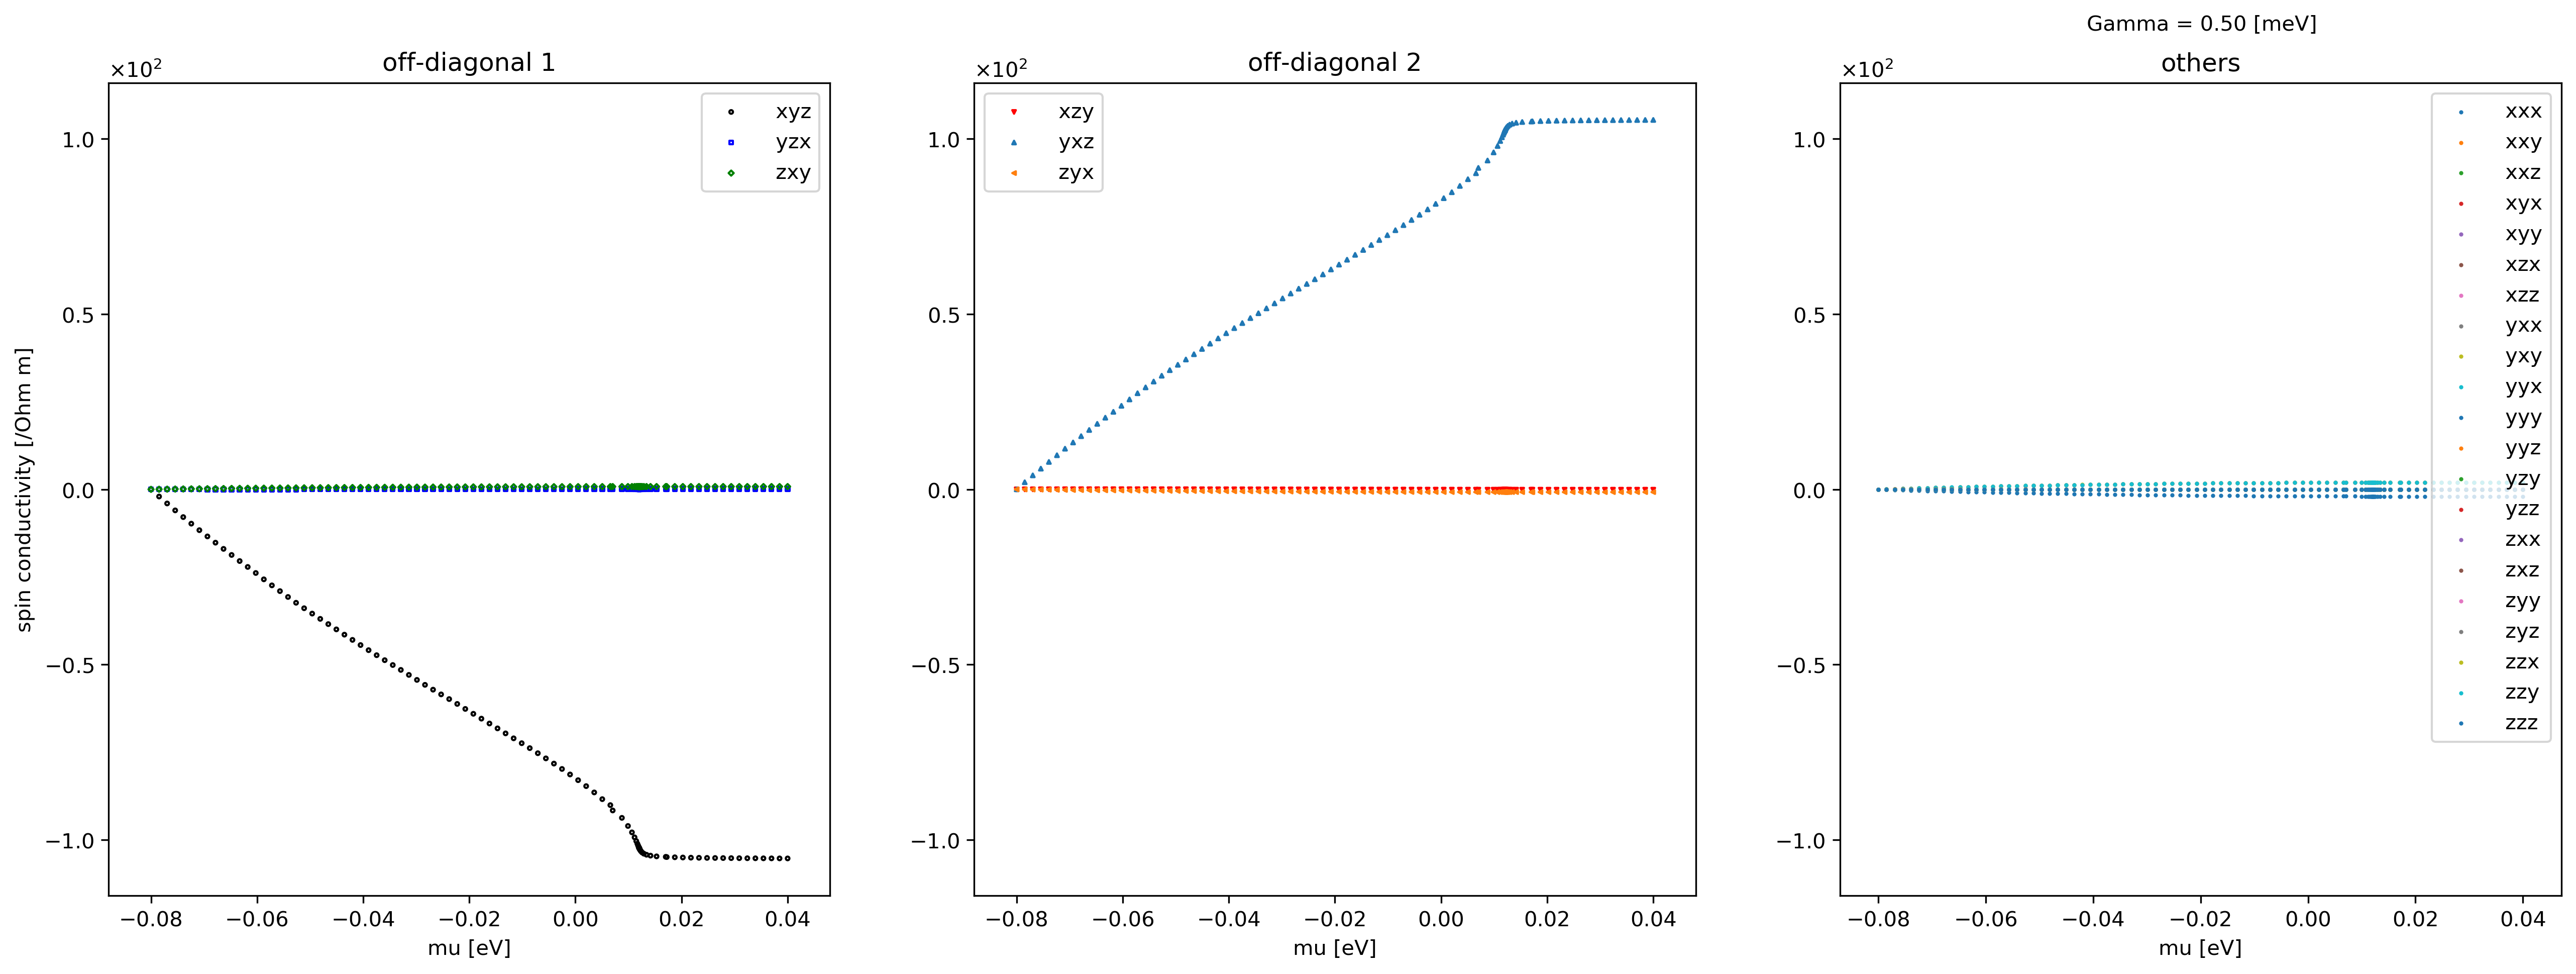 Gamma = 0.50 [meV]
off-diagonal 1
×10²
1.0
0.5
0.0
−0.5
−1.0
spin conductivity [/Ohm m]
xyz
yzx
zxy
−0.08 −0.06 −0.04 −0.02 0.00 0.02 0.04
mu [eV]
off-diagonal 2
×10²
1.0
0.5
0.0
−0.5
−1.0
xzy
yxz
zyx
−0.08 −0.06 −0.04 −0.02 0.00 0.02 0.04
mu [eV]
others
×10²
1.0
0.5
0.0
−0.5
−1.0
xxx
xxy
xxz
xyx
xyy
xzx
xzz
yxx
yxy
yyx
yyy
yyz
yzy
yzz
zxx
zxz
zyy
zyz
zzx
zzy
zzz
−0.08 −0.06 −0.04 −0.02 0.00 0.02 0.04
mu [eV]